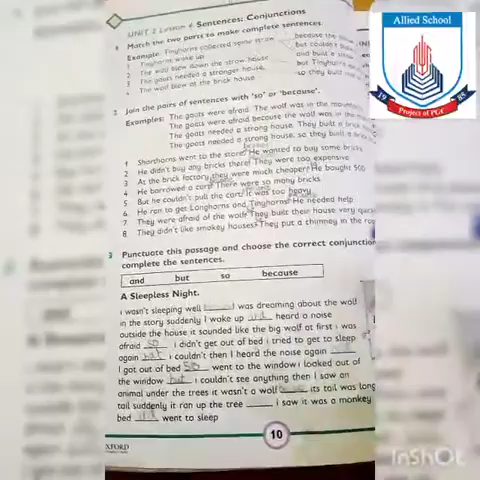 UNIT 2 Lesson 4 Sentences: Conjunctions
1 Match the two parts to make complete sentences.
Example: Tinyhorns collected some straw because the
1 Tinyhorns woke up but couldn't
2 The wolf blew down the straw house and build a
3 The goats needed a stronger house but Tinyhorns
4 The wolf blew at the brick house so they built
2 Join the pairs of sentences with 'so' or 'because'.
Examples: The goats were afraid. The wolf was in the mountains
The goats were afraid because the wolf was in the
The goats needed a strong house. They built a brick
The goats needed a strong house, so they built a brick
1 Shorthorns went to the store. He wanted to buy some bricks
2 He didn't buy any bricks there. They were too expensive
3 At the brick factory they were much cheaper. He bought 500
4 He borrowed a cart. There were so many bricks
5 But he couldn't pull the cart. It was too heavy
6 He ran to get Longhorns and Tinyhorns. He needed help
7 They were afraid of the wolf. They built their house very quickly
8 They didn't like smokey houses. They put a chimney in the roof
3 Punctuate this passage and choose the correct conjunction
complete the sentences.
and but so because
A Sleepless Night.
i wasn't sleeping well i was dreaming about the wolf
in the story suddenly i woke up and heard a noise
outside the house it sounded like the big wolf at first i was
afraid so i didn't get out of bed i tried to get to sleep
again but i couldn't then I heard the noise again
I got out of bed so went to the window i looked out of
the window but i couldn't see anything then I saw an
animal under the trees it wasn't a wolf its tail was long
tail suddenly it ran up the tree ____ i saw it was a monkey
bed and went to sleep
10
OXFORD
Allied School
19 85
Project of PGC
InShOt